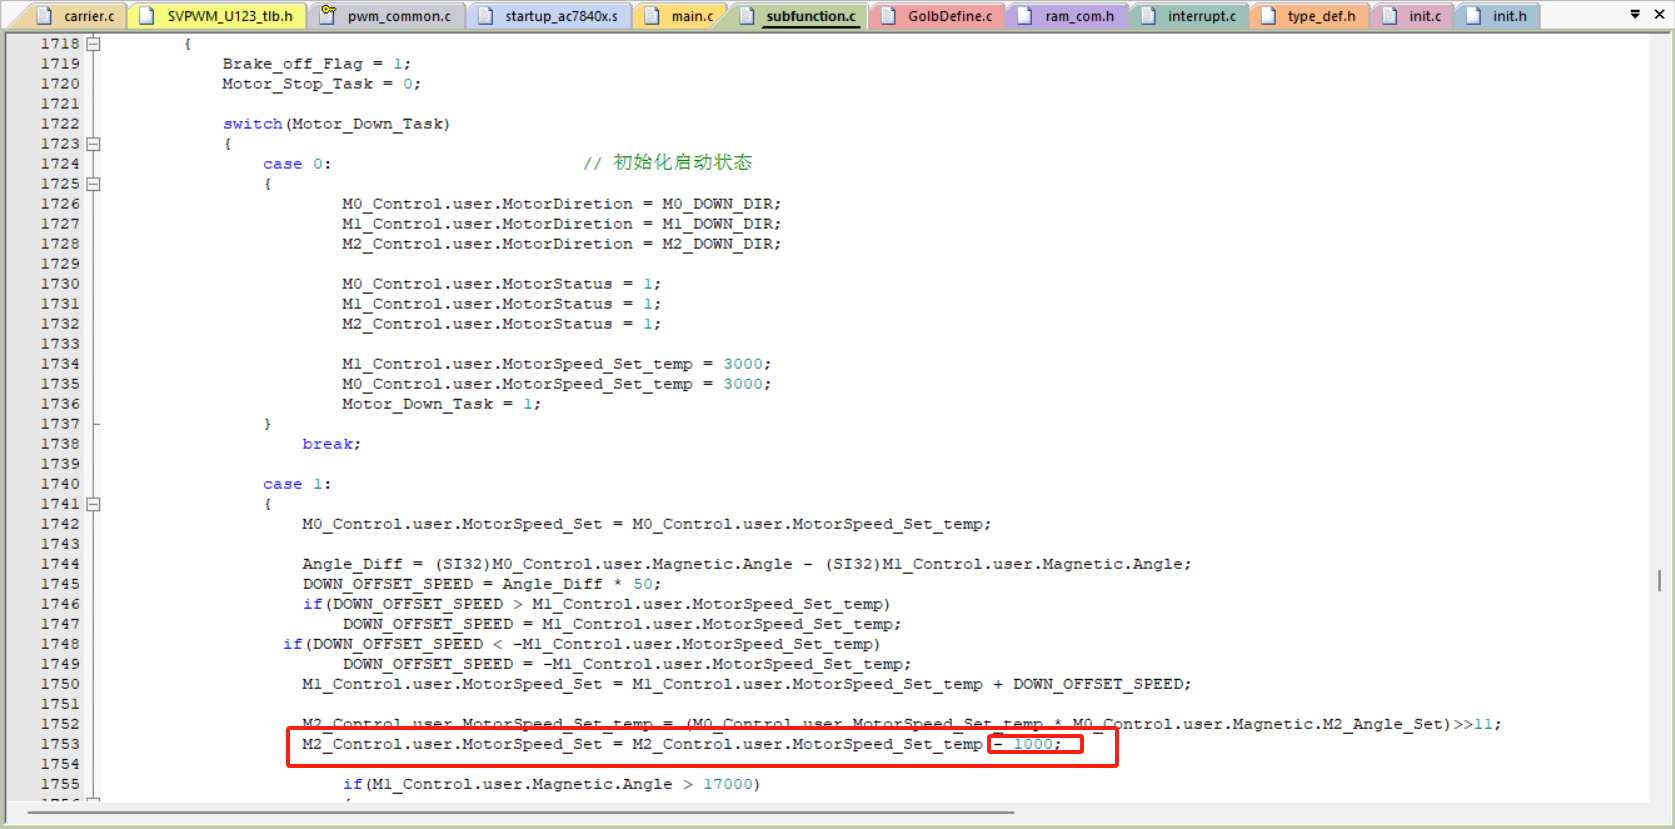 carrier.c SVPWM_U123_tlb.h pwm_common.c startup_ac7840x.s main.c subfunction.c GolbDefine.c ram_com.h interrupt.c type_def.h init.c init.h
1718 {
1719 Brake_off_Flag = 1;
1720 Motor_Stop_Task = 0;
1721
1722 switch(Motor_Down_Task)
1723 {
1724 case 0: // 初始化启动状态
1725 {
1726 M0_Control.user.MotorDiretion = M0_DOWN_DIR;
1727 M1_Control.user.MotorDiretion = M1_DOWN_DIR;
1728 M2_Control.user.MotorDiretion = M2_DOWN_DIR;
1729
1730 M0_Control.user.MotorStatus = 1;
1731 M1_Control.user.MotorStatus = 1;
1732 M2_Control.user.MotorStatus = 1;
1733
1734 M1_Control.user.MotorSpeed_Set_temp = 3000;
1735 M0_Control.user.MotorSpeed_Set_temp = 3000;
1736 Motor_Down_Task = 1;
1737 }
1738 break;
1739
1740 case 1:
1741 {
1742 M0_Control.user.MotorSpeed_Set = M0_Control.user.MotorSpeed_Set_temp;
1743
1744 Angle_Diff = (SI32)M0_Control.user.Magnetic.Angle - (SI32)M1_Control.user.Magnetic.Angle;
1745 DOWN_OFFSET_SPEED = Angle_Diff * 50;
1746 if(DOWN_OFFSET_SPEED > M1_Control.user.MotorSpeed_Set_temp)
1747 DOWN_OFFSET_SPEED = M1_Control.user.MotorSpeed_Set_temp;
1748 if(DOWN_OFFSET_SPEED < -M1_Control.user.MotorSpeed_Set_temp)
1749 DOWN_OFFSET_SPEED = -M1_Control.user.MotorSpeed_Set_temp;
1750 M1_Control.user.MotorSpeed_Set = M1_Control.user.MotorSpeed_Set_temp + DOWN_OFFSET_SPEED;
1751
1752 M2_Control.user.MotorSpeed_Set_temp = (M0_Control.user.MotorSpeed_Set_temp * M0_Control.user.Magnetic.M2_Angle_Set)>>11;
1753 M2_Control.user.MotorSpeed_Set = M2_Control.user.MotorSpeed_Set_temp - 1000;
1754
1755 if(M1_Control.user.Magnetic.Angle > 17000)